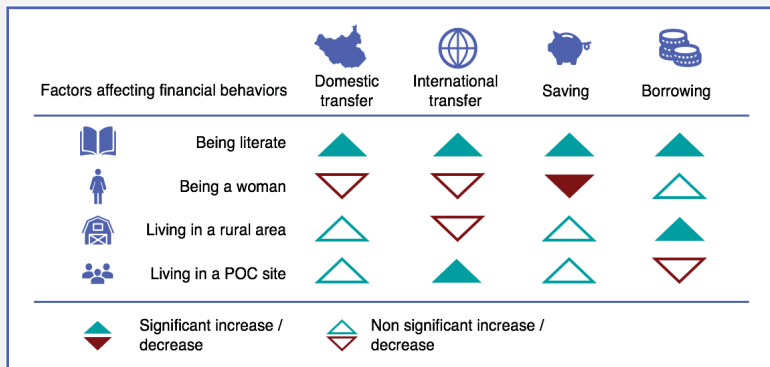 Factors affecting financial behaviors
Domestic
transfer
International
transfer
Saving
Borrowing
Being literate
Being a woman
Living in a rural area
Living in a POC site
Significant increase /
decrease
Non significant increase /
decrease